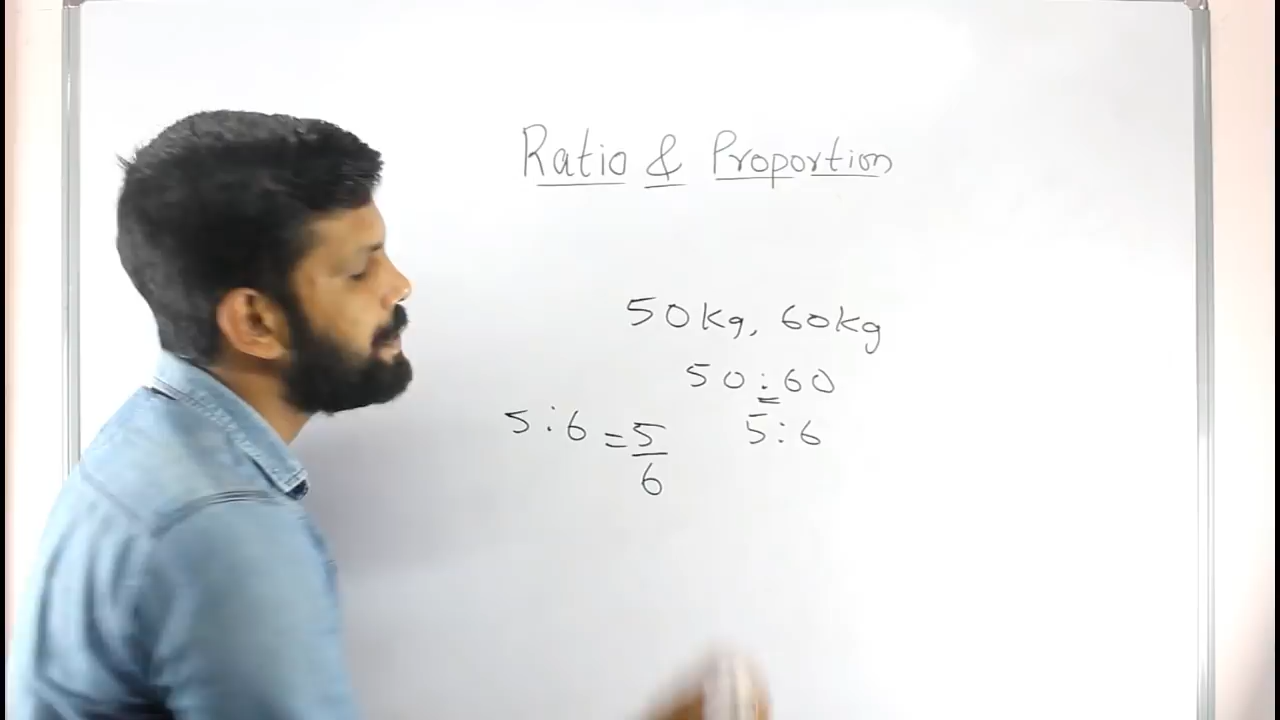 Ratio & Proportion
50kg, 60kg
50:60
5:6 = 5/6
5:6